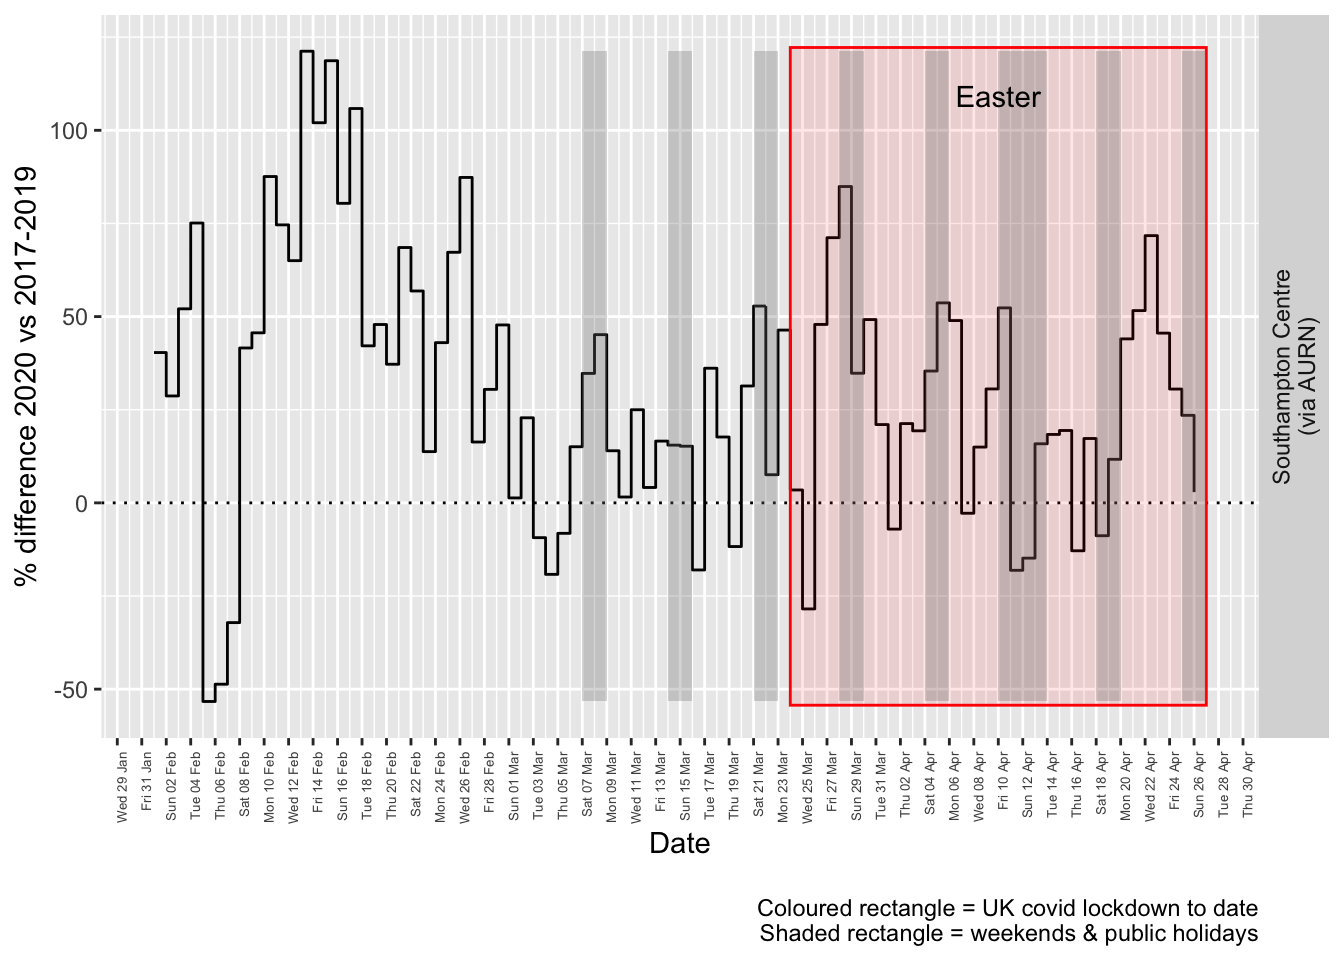 % difference 2020 vs 2017-2019
100
50
0
-50
Easter
Southampton Centre
(via AURN)
Wed 29 Jan
Fri 31 Jan
Sun 02 Feb
Tue 04 Feb
Thu 06 Feb
Sat 08 Feb
Mon 10 Feb
Wed 12 Feb
Fri 14 Feb
Sun 16 Feb
Tue 18 Feb
Thu 20 Feb
Sat 22 Feb
Mon 24 Feb
Wed 26 Feb
Fri 28 Feb
Sun 01 Mar
Tue 03 Mar
Thu 05 Mar
Sat 07 Mar
Mon 09 Mar
Wed 11 Mar
Fri 13 Mar
Sun 15 Mar
Tue 17 Mar
Thu 19 Mar
Sat 21 Mar
Mon 23 Mar
Wed 25 Mar
Fri 27 Mar
Sun 29 Mar
Tue 31 Mar
Thu 02 Apr
Sat 04 Apr
Mon 06 Apr
Wed 08 Apr
Fri 10 Apr
Sun 12 Apr
Tue 14 Apr
Thu 16 Apr
Sat 18 Apr
Mon 20 Apr
Wed 22 Apr
Fri 24 Apr
Sun 26 Apr
Tue 28 Apr
Thu 30 Apr
Date
Coloured rectangle = UK covid lockdown to date
Shaded rectangle = weekends & public holidays